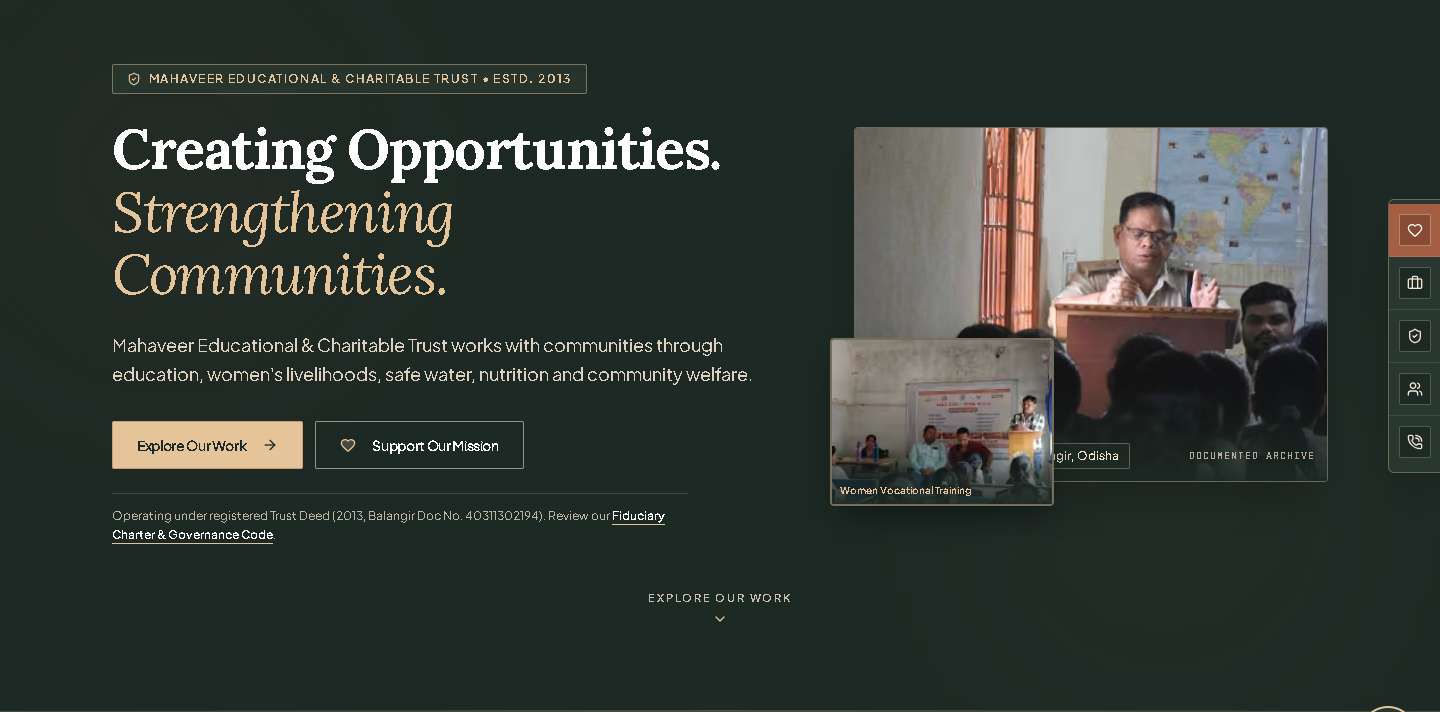 MAHAVEER EDUCATIONAL & CHARITABLE TRUST • ESTD. 2013
Creating Opportunities.
Strengthening
Communities.
Mahaveer Educational & Charitable Trust works with communities through
education, women's livelihoods, safe water, nutrition and community welfare.
Explore Our Work
Support Our Mission
Operating under registered Trust Deed (2013, Balangir Doc No. 40311302194). Review our Fiduciary
Charter & Governance Code.
gir, Odisha
DOCUMENTED ARCHIVE
Women Vocational Training
EXPLORE OUR WORK